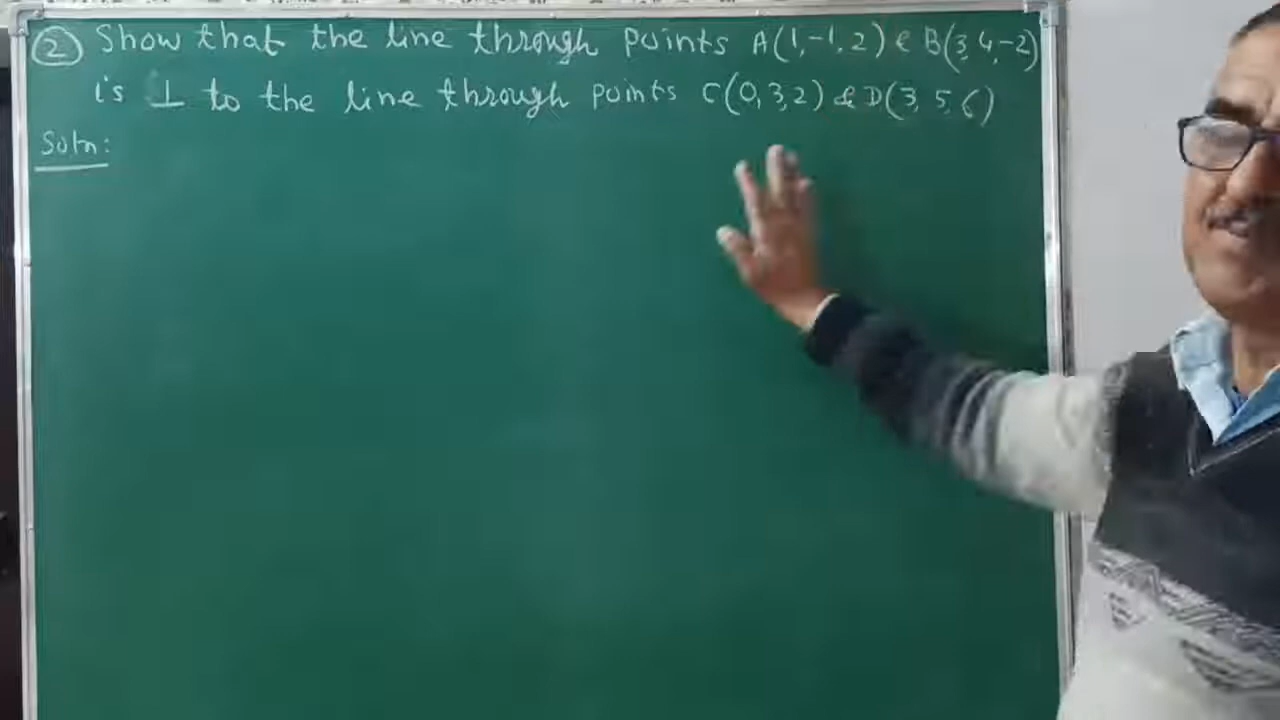 ② Show that the line through points A(1,-1,2) & B(3,4,-2)
is ⊥ to the line through points C(0,3,2) & D(3,5,6)
Soln: